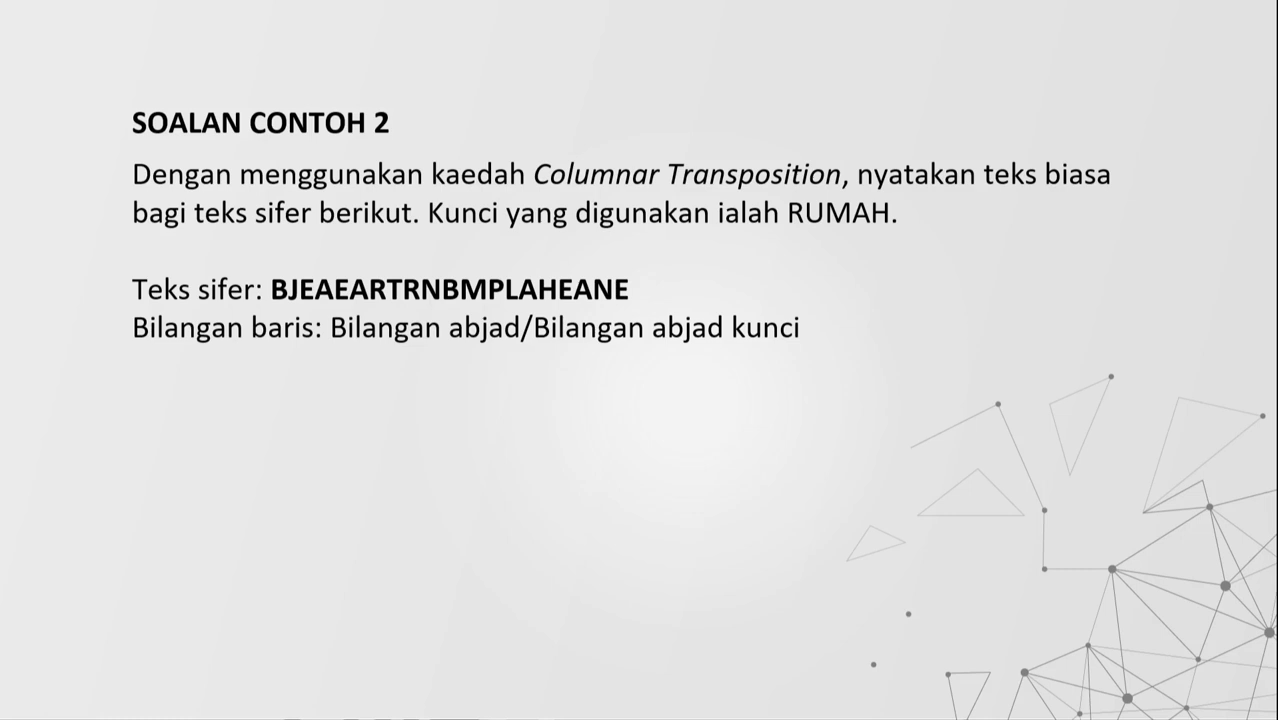 SOALAN CONTOH 2
Dengan menggunakan kaedah Columnar Transposition, nyatakan teks biasa
bagi teks sifer berikut. Kunci yang digunakan ialah RUMAH.
Teks sifer: BJEAEARTRNBMPLAHEANE
Bilangan baris: Bilangan abjad/Bilangan abjad kunci